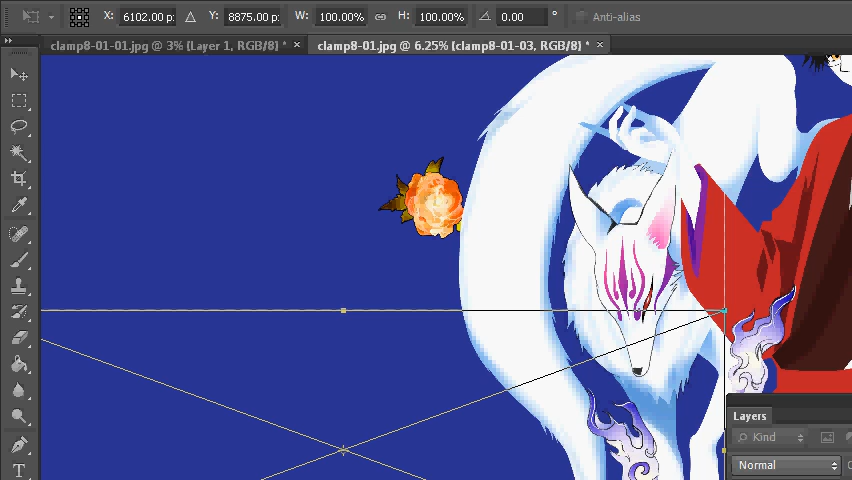 X: 6102.00 p: Y: 8875.00 p: W: 100.00% H: 100.00% 0.00 ° Anti-alias
clamp8-01-01.jpg @ 3% (Layer 1, RGB/8) * × clamp8-01.jpg @ 6.25% (clamp8-01-03, RGB/8) * ×
Layers
Kind
Normal